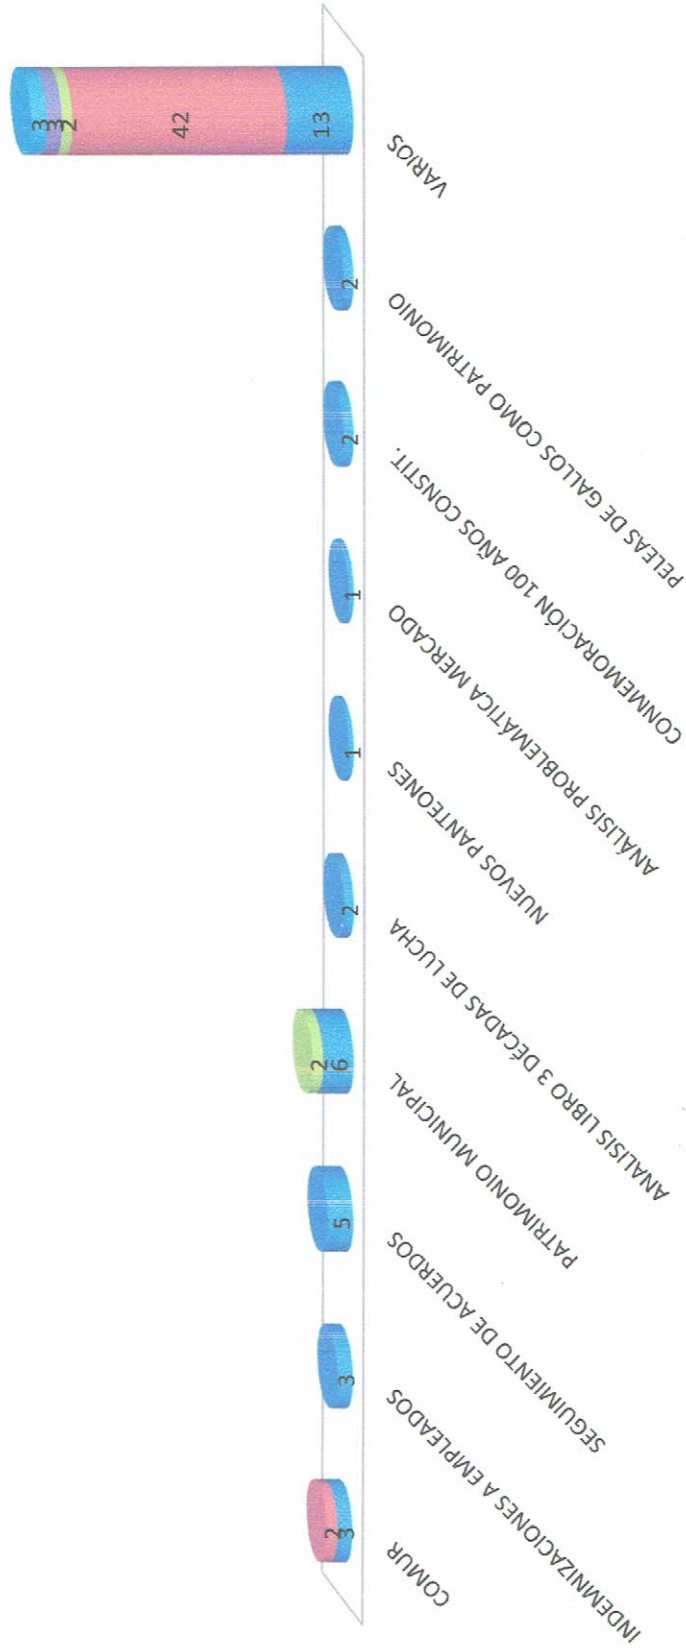 3
3
2
42
13
2
2
1
1
2
2
6
5
3
2
3
COMUR
INDEMNIZACIONES A EMPLEADOS
SEGUIMIENTO DE ACUERDOS
PATRIMONIO MUNICIPAL
ANALISIS LIBRO 3 DÉCADAS DE LUCHA
NUEVOS PANTEONES
ANÁLISIS PROBLEMÁTICA MERCADO
CONMEMORACIÓN 100 AÑOS CONSTIT.
PELEAS DE GALLOS COMO PATRIMONIO
VARIOS